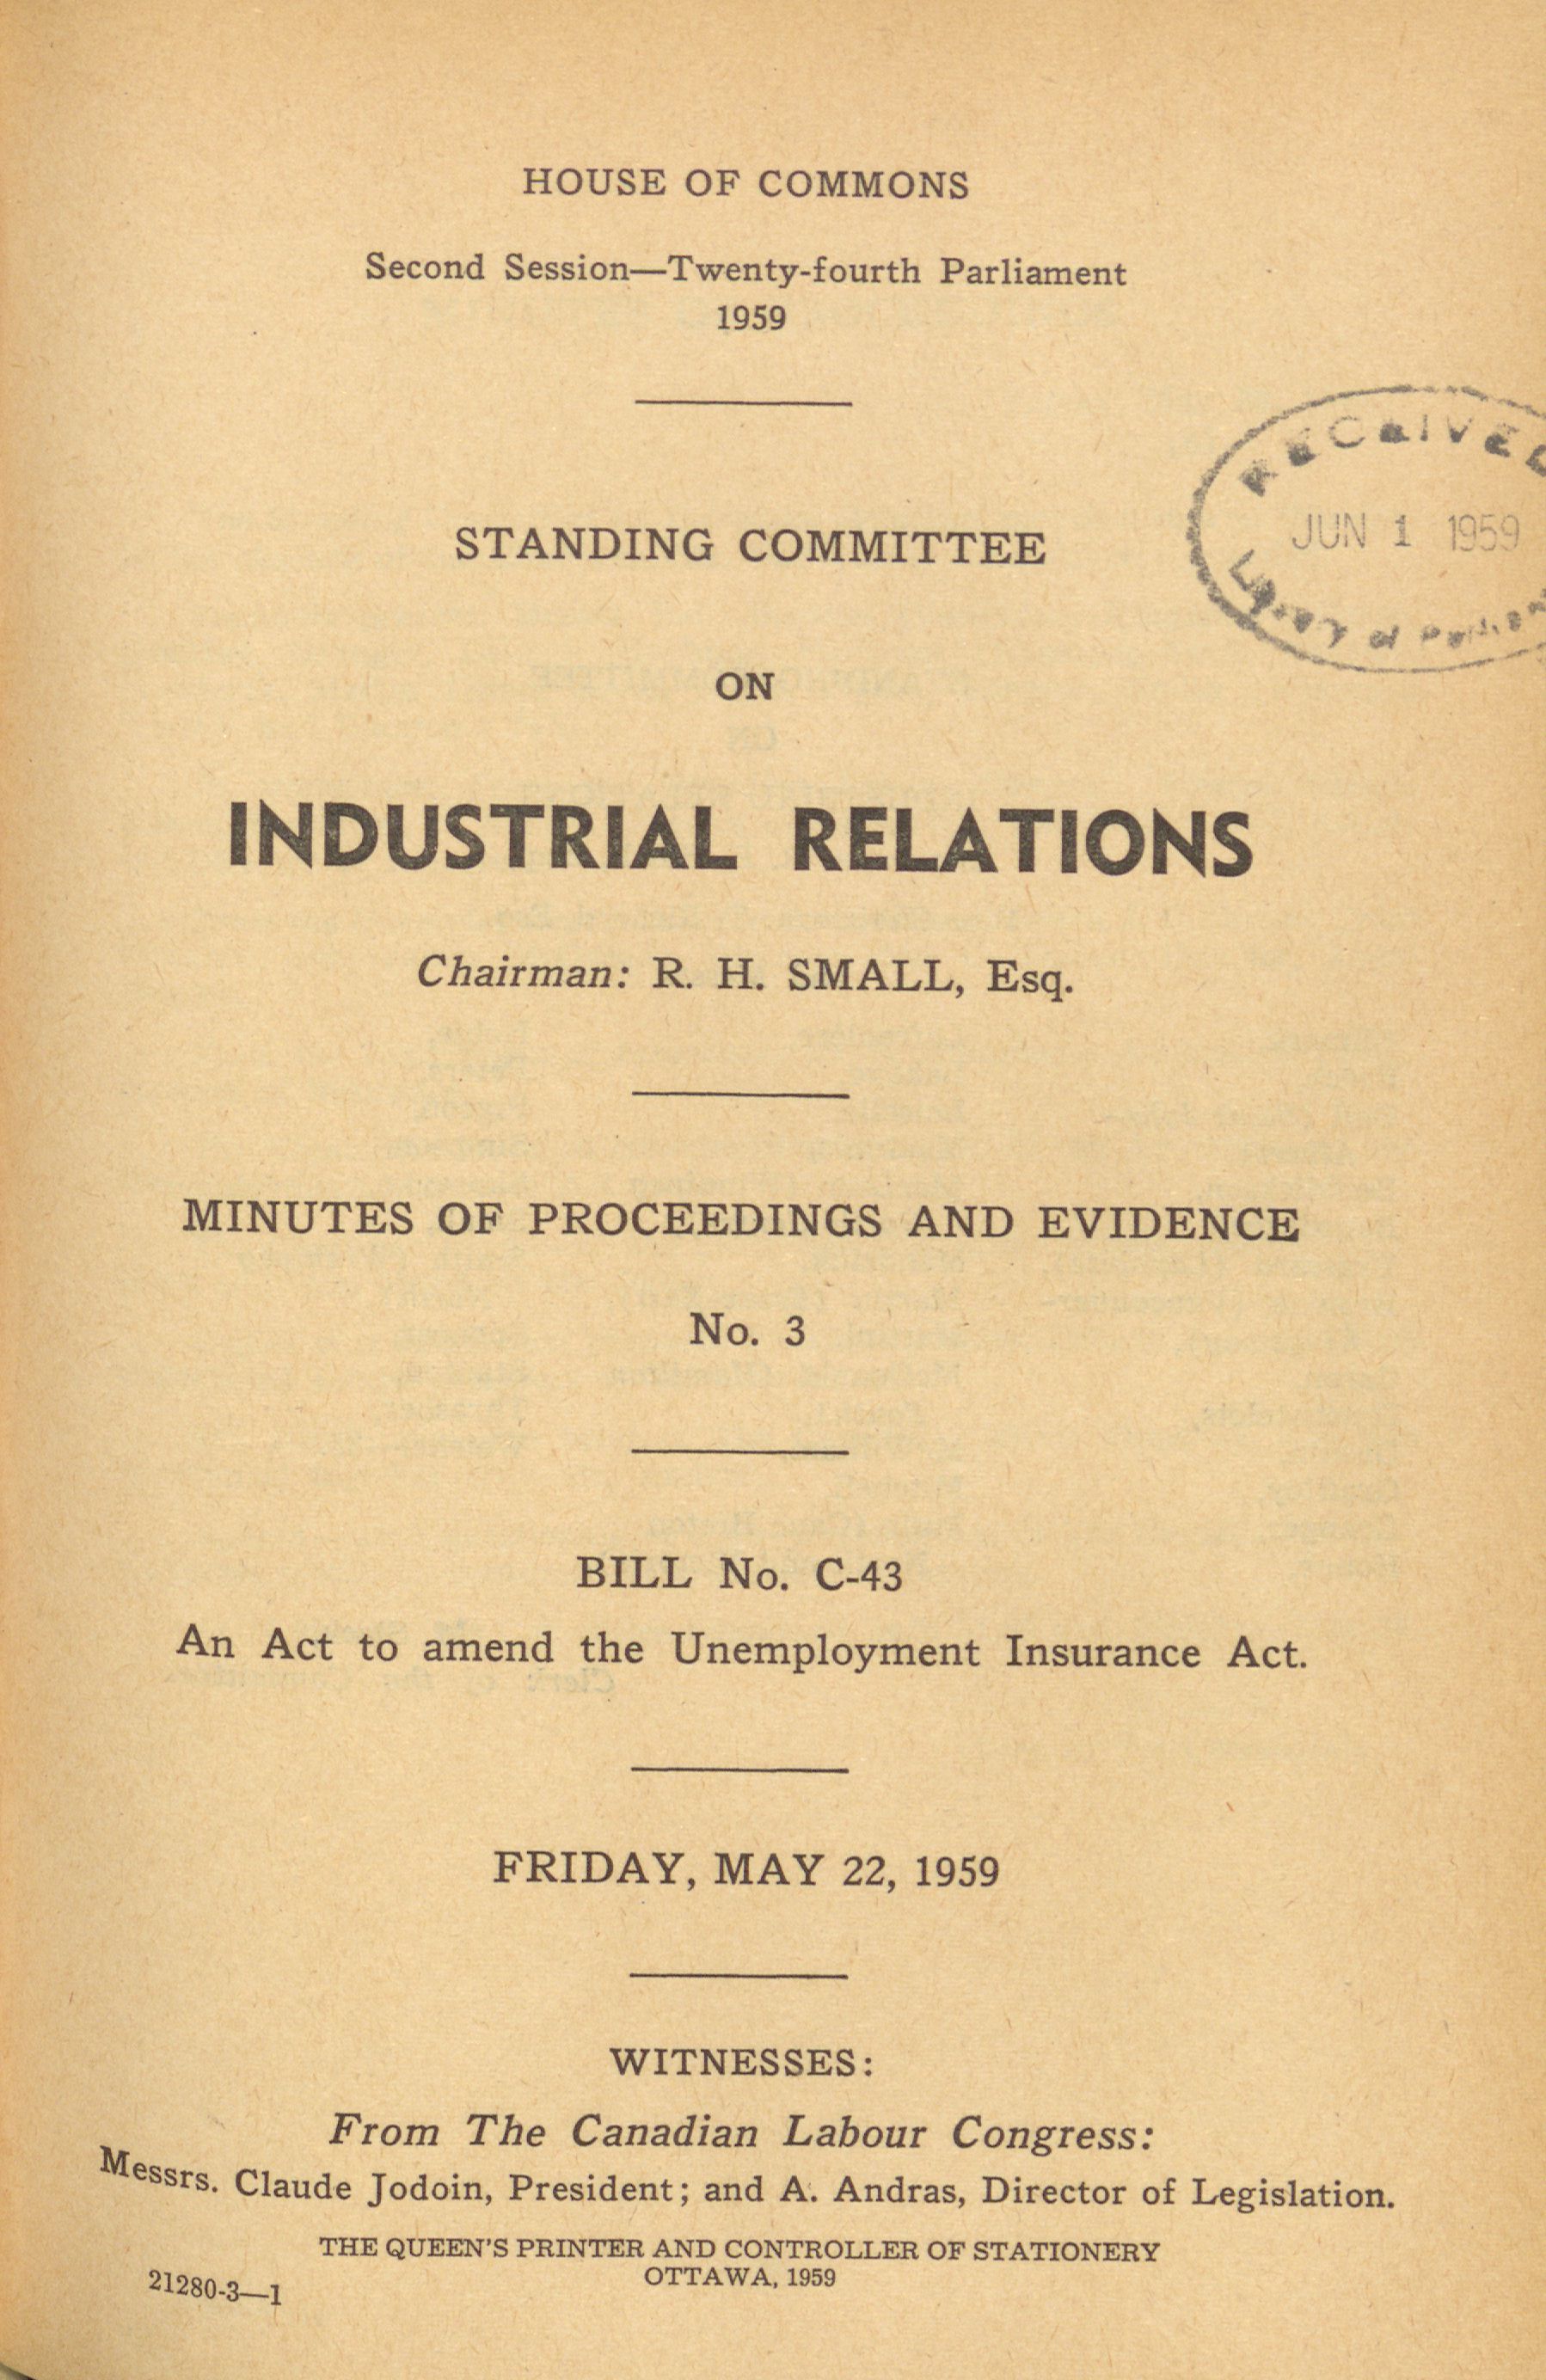 HOUSE OF COMMONS
Second Session—Twenty-fourth Parliament
1959
RECEIVED
JUN 1 1959
Library of
STANDING COMMITTEE
ON
INDUSTRIAL RELATIONS
Chairman: R. H. SMALL, Esq.
MINUTES OF PROCEEDINGS AND EVIDENCE
No. 3
BILL No. C-43
An Act to amend the Unemployment Insurance Act.
FRIDAY, MAY 22, 1959
WITNESSES:
From The Canadian Labour Congress:
Messrs. Claude Jodoin, President; and A. Andras, Director of Legislation.
THE QUEEN'S PRINTER AND CONTROLLER OF STATIONERY
OTTAWA, 1959
21280-3—1